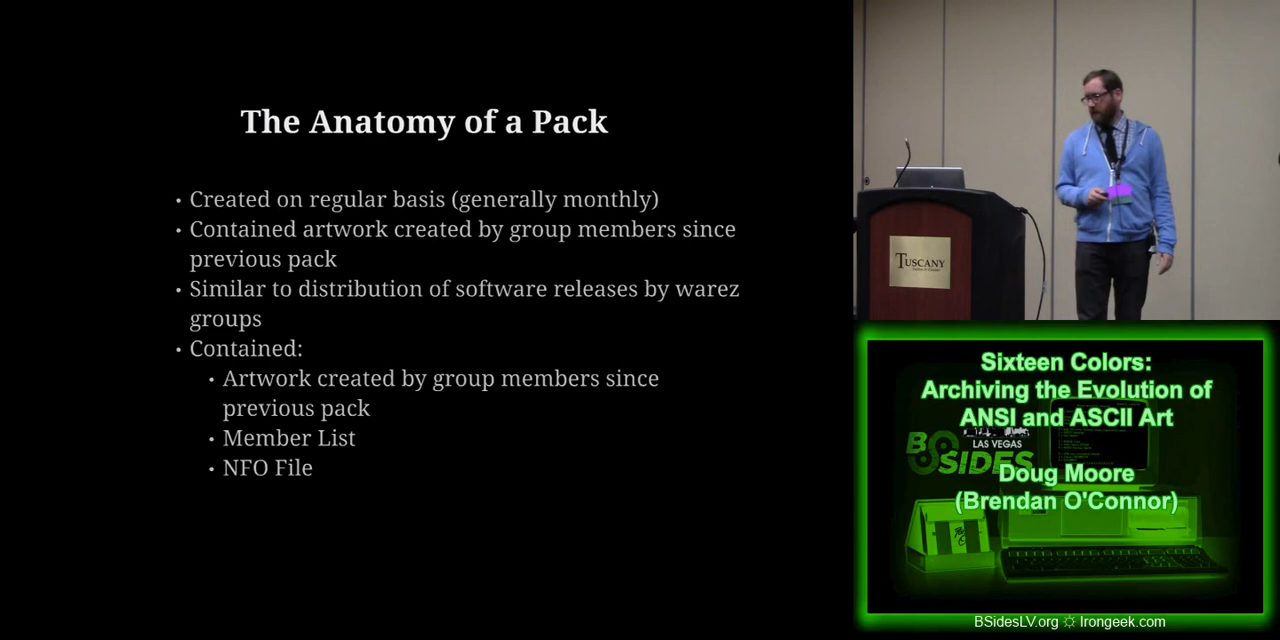 The Anatomy of a Pack
• Created on regular basis (generally monthly)
• Contained artwork created by group members since
previous pack
• Similar to distribution of software releases by warez
groups
• Contained:
• Artwork created by group members since
previous pack
• Member List
• NFO File
TUSCANY
Sixteen Colors:
Archiving the Evolution of
ANSI and ASCII Art
LAS VEGAS
BSIDES
Doug Moore
(Brendan O'Connor)
BSidesLV.org ☼ Irongeek.com